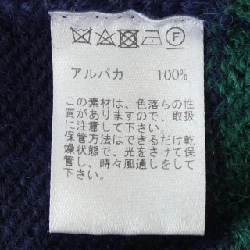 アルパカ 100%
この素材は、色落ちの性
質がありますので、取扱
に注意して下さい。
保管方法はできるだけ乾
燥状態で、光をさけて保
管し、時々風通しをして
下さい。